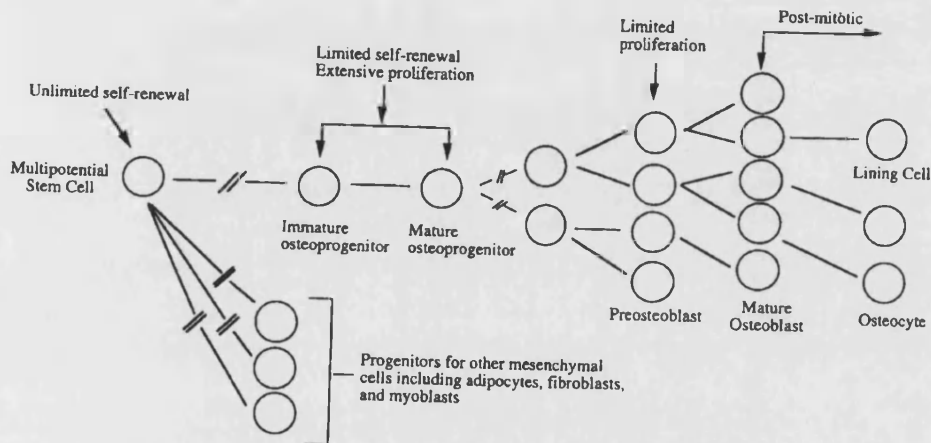 Post-mitòtic
Limited
proliferation
Limited self-renewal
Extensive proliferation
Unlimited self-renewal
Multipotential
Stem Cell
Immature
osteoprogenitor
Mature
osteoprogenitor
Lining Cell
Preosteoblast
Mature
Osteoblast
Osteocyte
Progenitors for other mesenchymal
cells including adipocytes, fibroblasts,
and myoblasts